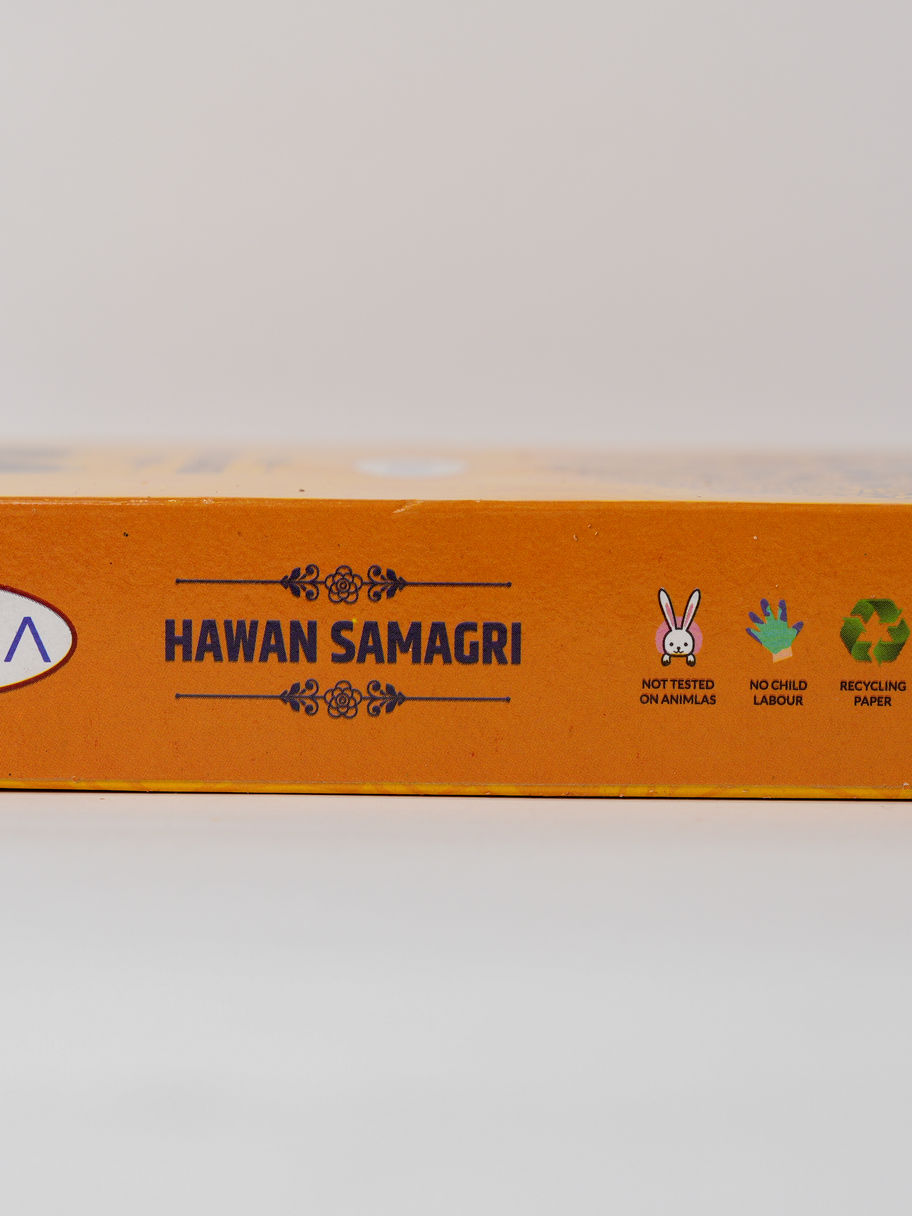 Λ
HAWAN SAMAGRI
NOT TESTED
ON ANIMLAS
NO CHILD
LABOUR
RECYCLING
PAPER